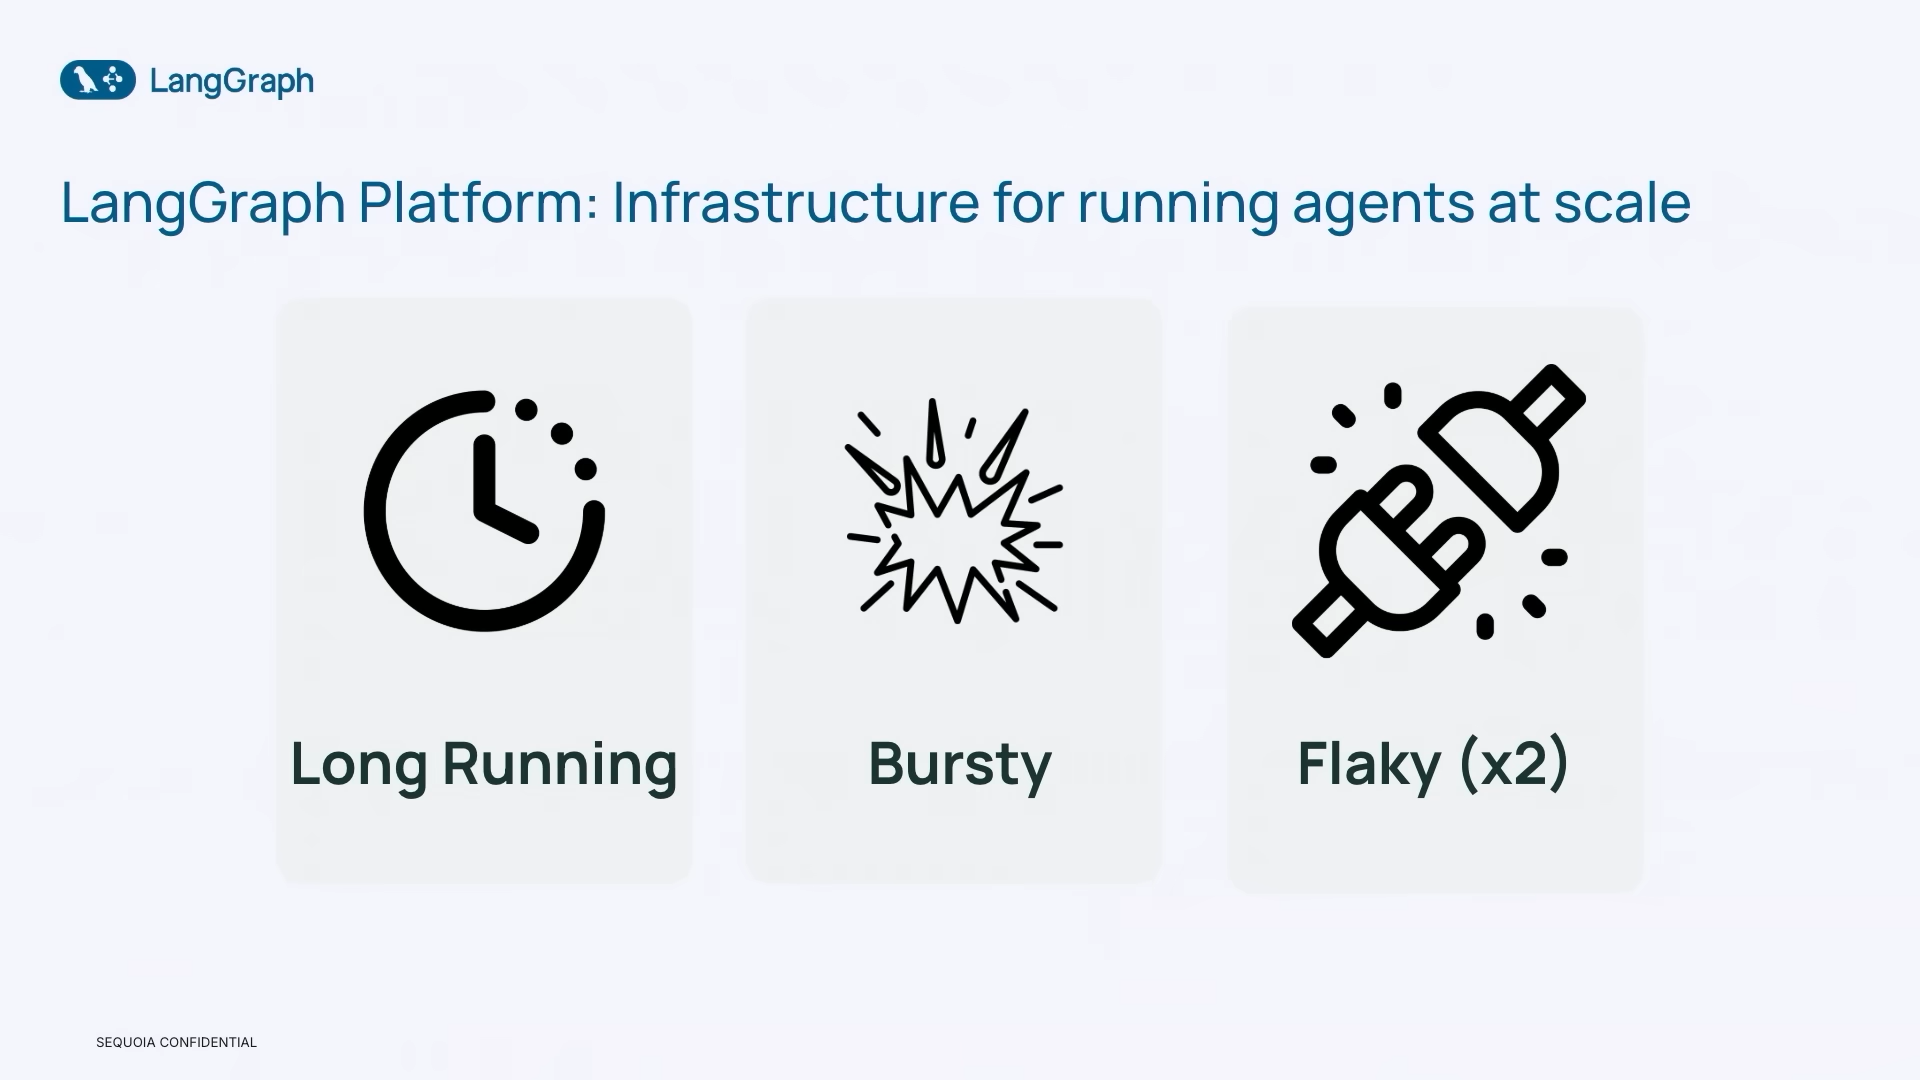 LangGraph
LangGraph Platform: Infrastructure for running agents at scale
Long Running
Bursty
Flaky (x2)
SEQUOIA CONFIDENTIAL